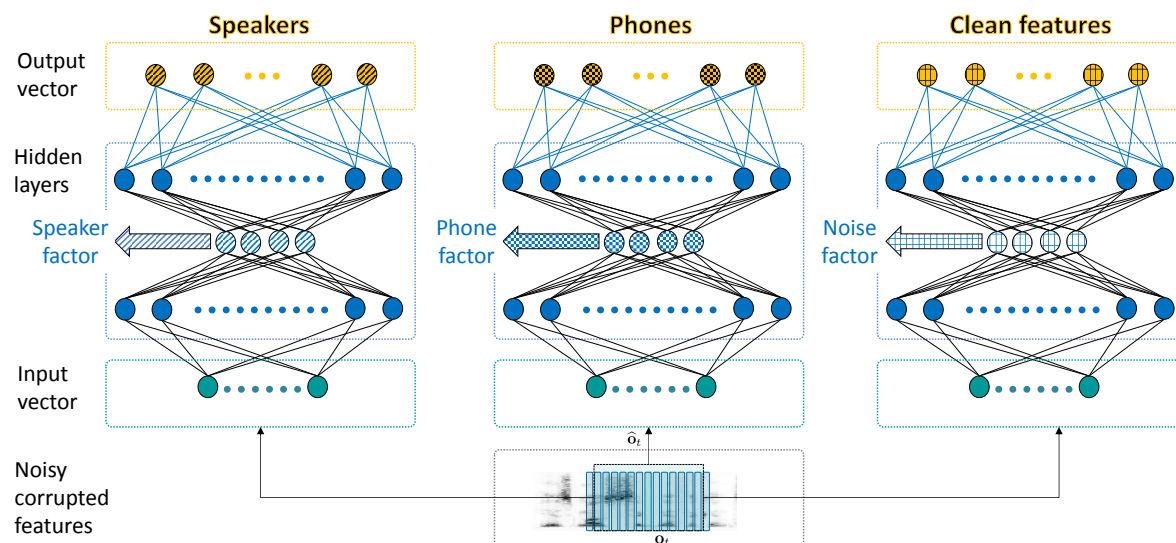 Speakers
Phones
Clean features
Output
vector
Hidden
layers
Speaker
factor
Phone
factor
Noise
factor
Input
vector
ô_t
Noisy
corrupted
features
o_t